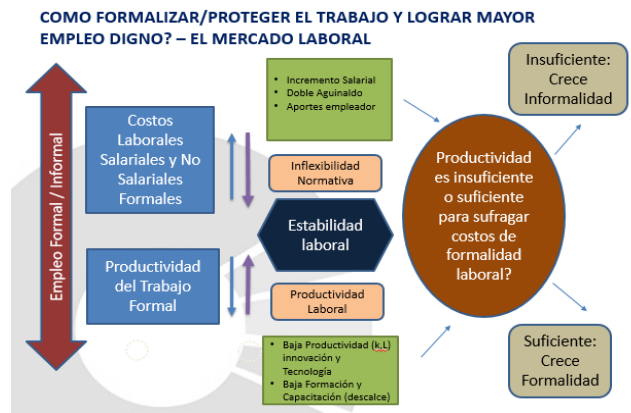 COMO FORMALIZAR/PROTEGER EL TRABAJO Y LOGRAR MAYOR
EMPLEO DIGNO? – EL MERCADO LABORAL
Empleo Formal / Informal
Costos
Laborales
Salariales y No
Salariales
Formales
Productividad
del Trabajo
Formal
• Incremento Salarial
• Doble Aguinaldo
• Aportes empleador
Inflexibilidad
Normativa
Estabilidad
laboral
Productividad
Laboral
• Baja Productividad (k,L)
innovación y
Tecnología
• Baja Formación y
Capacitación (descalce)
Productividad
es insuficiente
o suficiente
para sufragar
costos de
formalidad
laboral?
Insuficiente:
Crece
Informalidad
Suficiente:
Crece
Formalidad